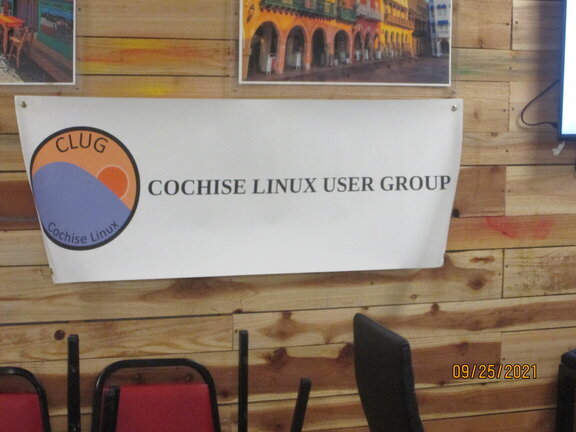 CLUG
Cochise Linux
COCHISE LINUX USER GROUP
09/25/2021